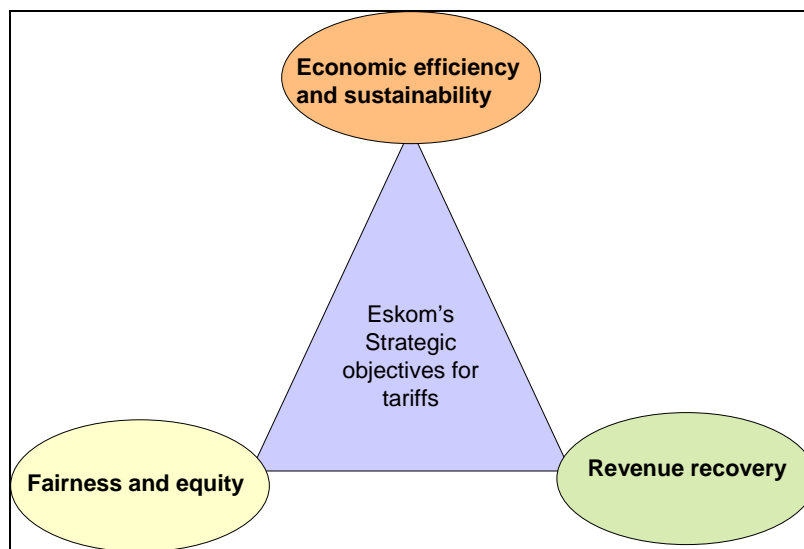 Economic efficiency
and sustainability
Eskom’s
Strategic
objectives for
tariffs
Fairness and equity
Revenue recovery